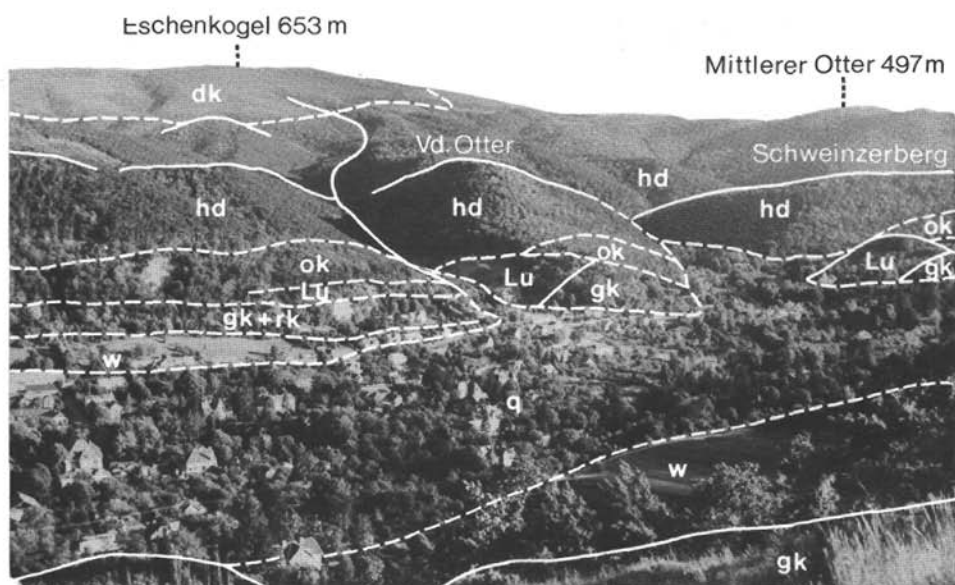 Eschenkogel 653 m
Mittlerer Otter 497m
dk
Vd. Otter
hd
Schweinzerberg
hd
hd
hd
ok
ok
ok
Lu
Lu
Lu
gk
gk
gk + rk
w
q
w
gk